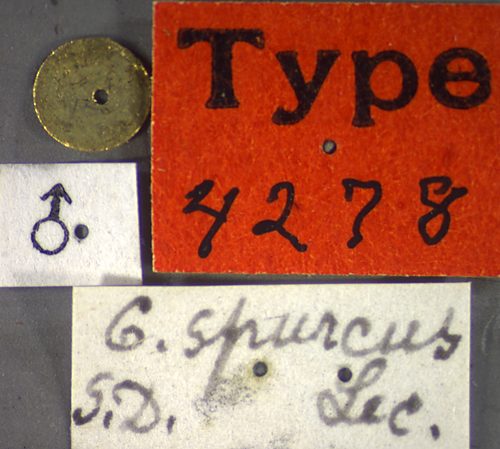 Type
4278
♂
G. spurcus
S.D. Lec.